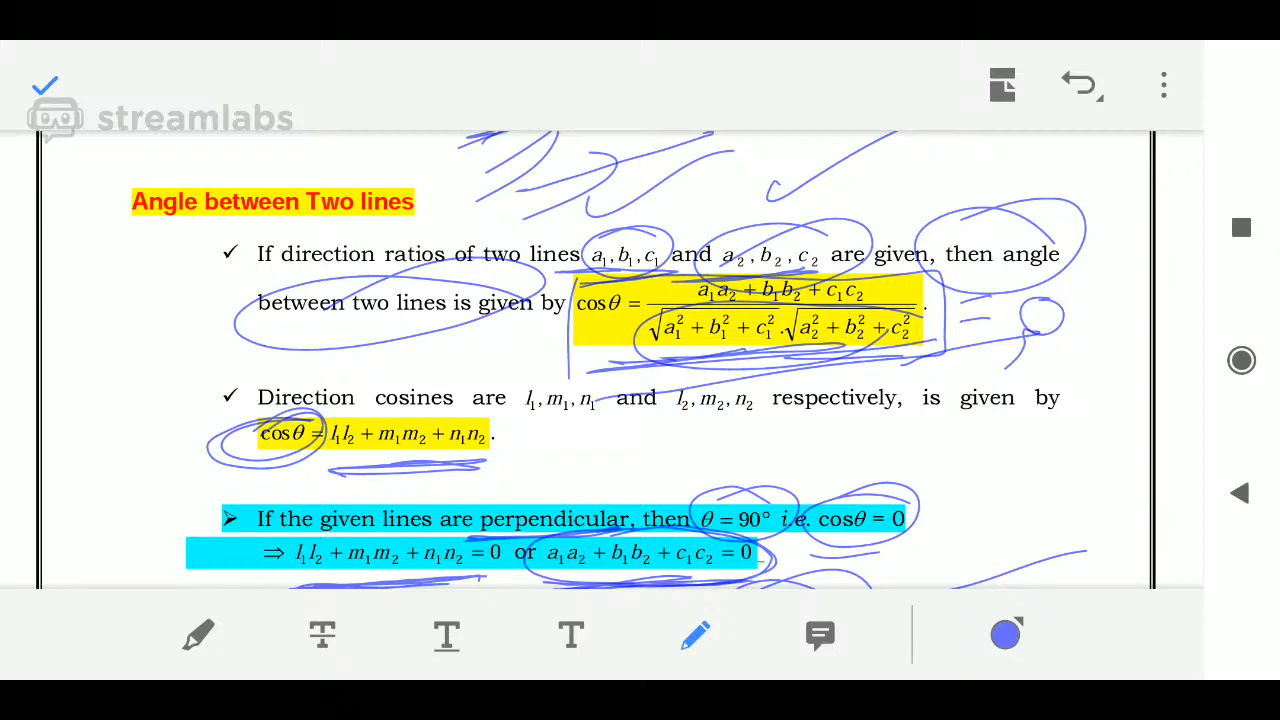 streamlabs
Angle between Two lines
✓ If direction ratios of two lines a₁, b₁, c₁ and a₂, b₂, c₂ are given, then angle
between two lines is given by cosθ = (a₁a₂ + b₁b₂ + c₁c₂) / (√(a₁² + b₁² + c₁²) . √(a₂² + b₂² + c₂²)) . = 0
✓ Direction cosines are l₁, m₁, n₁ and l₂, m₂, n₂ respectively, is given by
cosθ = l₁l₂ + m₁m₂ + n₁n₂ .
➢ If the given lines are perpendicular, then θ = 90° i.e. cosθ = 0
⇒ l₁l₂ + m₁m₂ + n₁n₂ = 0 or a₁a₂ + b₁b₂ + c₁c₂ = 0
T T T